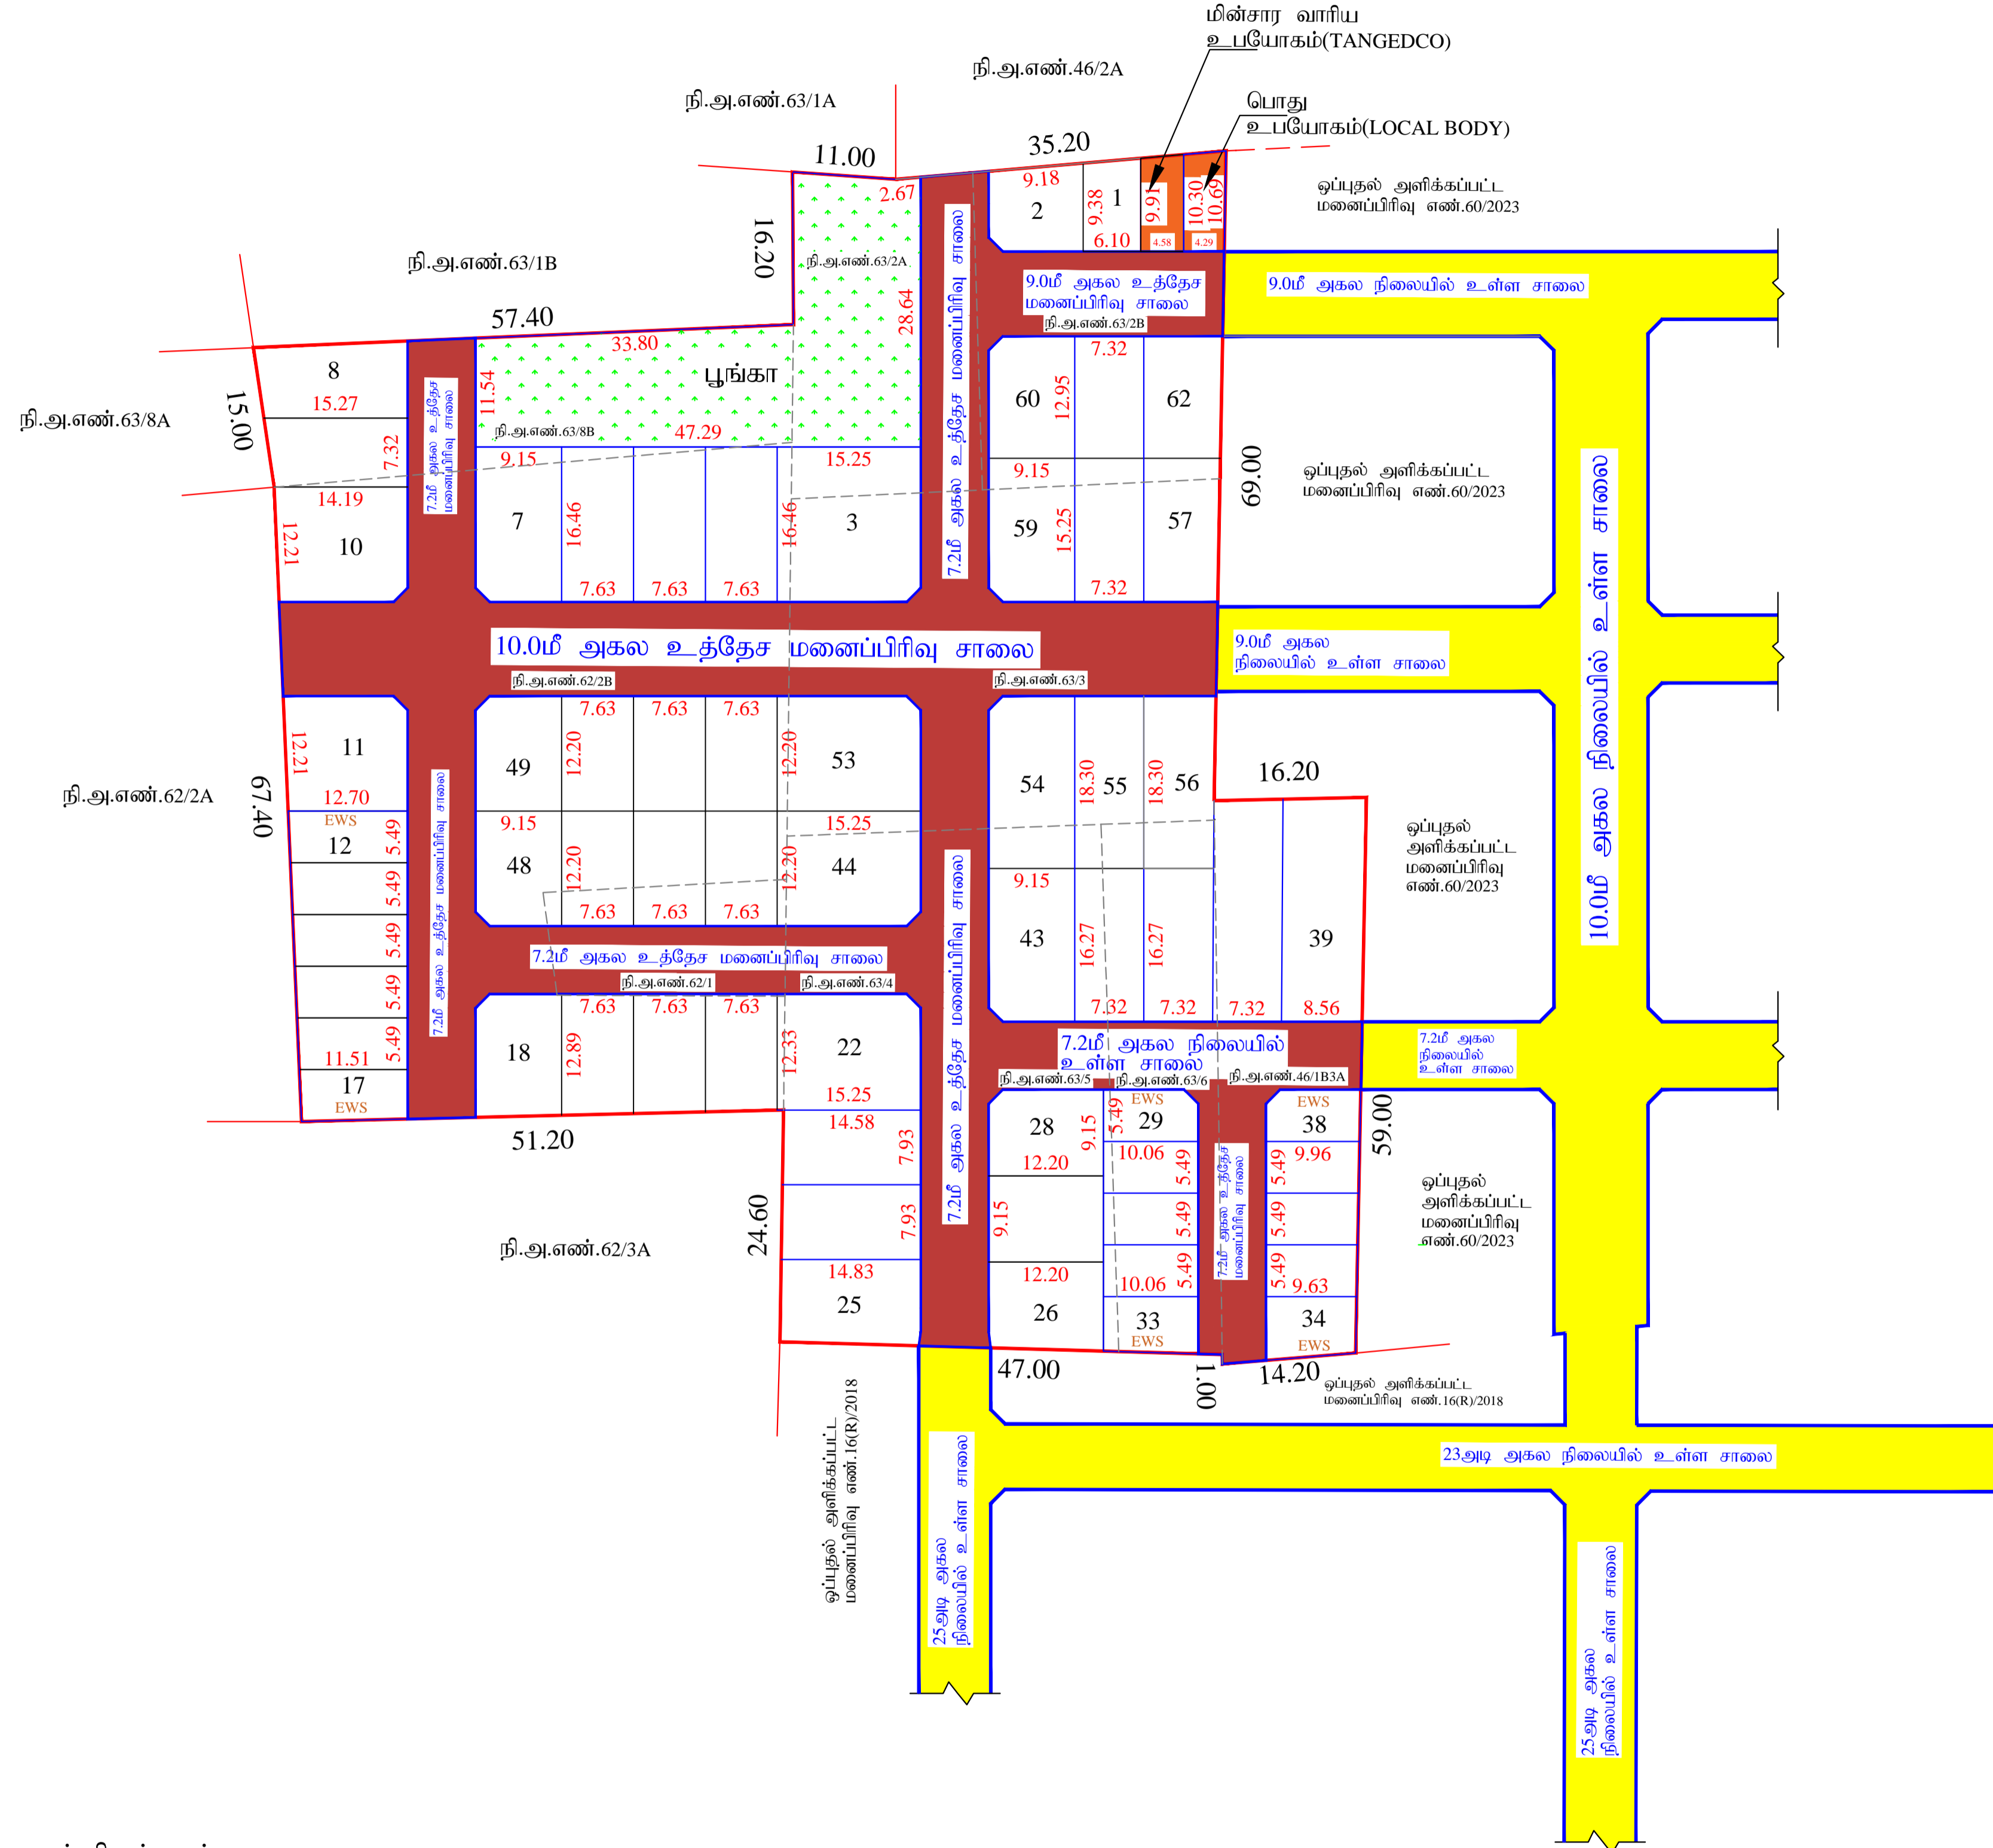 மின்சார வாரிய
உபயோகம்(TANGEDCO)
நி.அ.எண்.46/2A
நி.அ.எண்.63/1A
பொது
உபயோகம்(LOCAL BODY)
35.20
11.00
2.67
9.18
2
9.38
1
6.10
9.91
4.58
10.30
10.69
4.29
ஒப்புதல் அளிக்கப்பட்ட
மனைப்பிரிவு எண்.60/2023
16.20
நி.அ.எண்.63/2A
28.64
7.2மீ அகல உத்தேச மனைப்பிரிவு சாலை
நி.அ.எண்.63/1B
9.0மீ அகல உத்தேச
மனைப்பிரிவு சாலை
நி.அ.எண்.63/2B
9.0மீ அகல நிலையில் உள்ள சாலை
57.40
33.80
பூங்கா
11.54
நி.அ.எண்.63/8B
47.29
8
15.27
15.00
நி.அ.எண்.63/8A
7.32
7.2மீ அகல உத்தேச
மனைப்பிரிவு சாலை
14.19
12.21
10
9.15
7
16.46
7.63
7.63
7.63
16.46
15.25
3
7.32
60
12.95
62
9.15
59
15.25
57
7.32
69.00
ஒப்புதல் அளிக்கப்பட்ட
மனைப்பிரிவு எண்.60/2023
10.0மீ அகல நிலையில் உள்ள சாலை
10.0மீ அகல உத்தேச மனைப்பிரிவு சாலை
நி.அ.எண்.62/2B
நி.அ.எண்.63/3
9.0மீ அகல
நிலையில் உள்ள சாலை
11
12.21
12.70
67.40
நி.அ.எண்.62/2A
EWS
12
5.49
5.49
5.49
5.49
5.49
11.51
17
EWS
7.2மீ அகல உத்தேச மனைப்பிரிவு சாலை
7.63
7.63
7.63
49
12.20
12.20
53
9.15
15.25
48
12.20
12.20
44
7.63
7.63
7.63
7.2மீ அகல உத்தேச மனைப்பிரிவு சாலை
நி.அ.எண்.62/1
நி.அ.எண்.63/4
7.63
7.63
7.63
18
12.89
12.33
22
15.25
14.58
7.93
7.93
14.83
25
7.2மீ அகல உத்தேச மனைப்பிரிவு சாலை
54
18.30
55
18.30
56
16.20
9.15
43
16.27
16.27
39
7.32
7.32
7.32
8.56
ஒப்புதல்
அளிக்கப்பட்ட
மனைப்பிரிவு
எண்.60/2023
7.2மீ அகல நிலையில்
உள்ள சாலை
நி.அ.எண்.63/5
நி.அ.எண்.63/6
நி.அ.எண்.46/1B3A
7.2மீ அகல
நிலையில்
உள்ள சாலை
28
9.15
12.20
9.15
12.20
26
5.49
EWS
29
10.06
5.49
5.49
10.06
5.49
33
EWS
7.2மீ அகல உத்தேச
மனைப்பிரிவு சாலை
EWS
38
5.49
9.96
5.49
5.49
9.63
34
EWS
59.00
ஒப்புதல்
அளிக்கப்பட்ட
மனைப்பிரிவு
எண்.60/2023
51.20
24.60
நி.அ.எண்.62/3A
47.00
1.00
14.20
ஒப்புதல் அளிக்கப்பட்ட
மனைப்பிரிவு எண்.16(R)/2018
ஒப்புதல் அளிக்கப்பட்ட
மனைப்பிரிவு எண்.16(R)/2018
23அடி அகல நிலையில் உள்ள சாலை
25அடி அகல
நிலையில் உள்ள சாலை
25அடி அகல
நிலையில் உள்ள சாலை